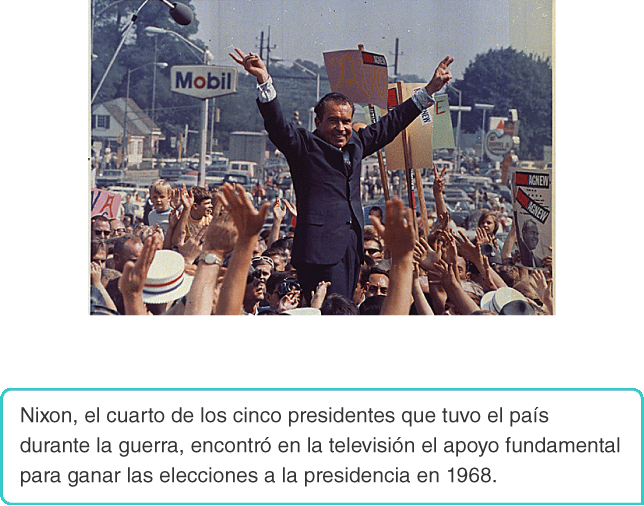 Mobil
AGNEW
AGNEW
Nixon, el cuarto de los cinco presidentes que tuvo el país
durante la guerra, encontró en la televisión el apoyo fundamental
para ganar las elecciones a la presidencia en 1968.